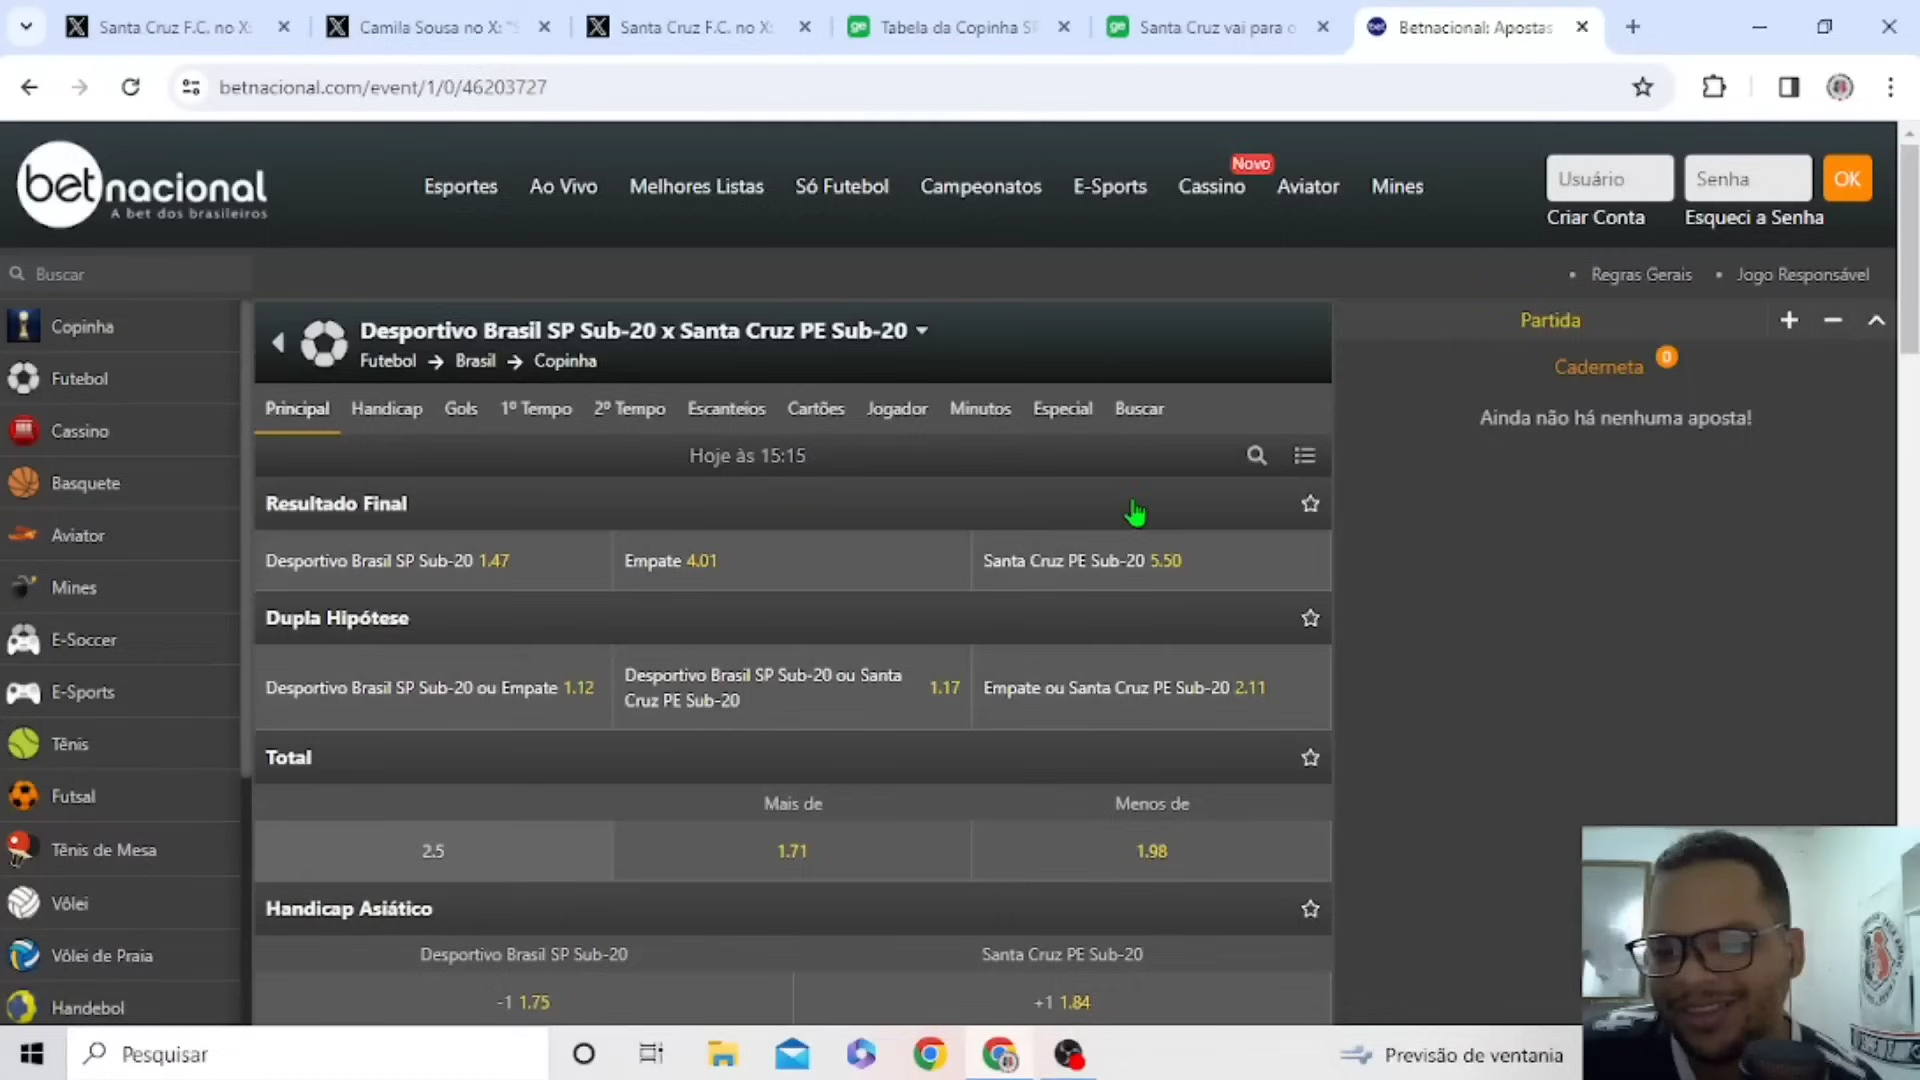 Santa Cruz F.C. no X:
Camila Sousa no X: "S
Santa Cruz F.C. no X:
Tabela da Copinha SP
Santa Cruz vai para o
Betnacional: Apostas
betnacional.com/event/1/0/46203727
betnacional
A bet dos brasileiros
Esportes
Ao Vivo
Melhores Listas
Só Futebol
Campeonatos
E-Sports
Novo
Cassino
Aviator
Mines
Usuário
Senha
OK
Criar Conta
Esqueci a Senha
Buscar
Regras Gerais
Jogo Responsável
Copinha
Futebol
Cassino
Basquete
Aviator
Mines
E-Soccer
E-Sports
Tênis
Futsal
Tênis de Mesa
Vôlei
Vôlei de Praia
Handebol
Desportivo Brasil SP Sub-20 x Santa Cruz PE Sub-20
Futebol → Brasil → Copinha
Principal
Handicap
Gols
1º Tempo
2º Tempo
Escanteios
Cartões
Jogador
Minutos
Especial
Buscar
Hoje às 15:15
Resultado Final
Desportivo Brasil SP Sub-20 1.47
Empate 4.01
Santa Cruz PE Sub-20 5.50
Dupla Hipótese
Desportivo Brasil SP Sub-20 ou Empate 1.12
Desportivo Brasil SP Sub-20 ou Santa
Cruz PE Sub-20
1.17
Empate ou Santa Cruz PE Sub-20 2.11
Total
Mais de
Menos de
2.5
1.71
1.98
Handicap Asiático
Desportivo Brasil SP Sub-20
Santa Cruz PE Sub-20
-1 1.75
+1 1.84
Partida
Caderneta 0
Ainda não há nenhuma aposta!
Pesquisar
Previsão de ventania